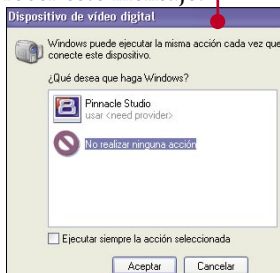 Dispositivo de vídeo digital
Windows puede ejecutar la misma acción cada vez que
conecte este dispositivo.
¿Qué desea que haga Windows?
Pinnacle Studio
usar <need provider>
No realizar ninguna acción
Ejecutar siempre la acción seleccionada
Aceptar
Cancelar